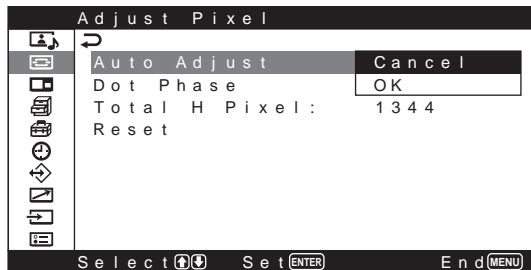 Adjust Pixel
Auto Adjust Cancel
Dot Phase OK
Total H Pixel: 1344
Reset
Select Set ENTER End MENU